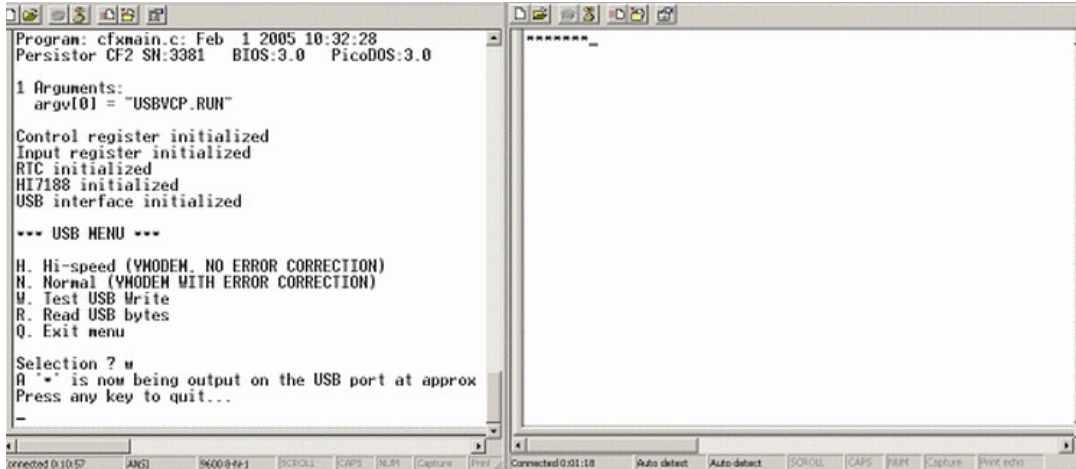 Program: cfxmain.c: Feb 1 2005 10:32:28
Persistor CF2 SN:3381 BIOS:3.0 PicoDOS:3.0
1 Arguments:
argv[0] = "USBVCP.RUN"
Control register initialized
Input register initialized
RTC initialized
HI7188 initialized
USB interface initialized
*** USB MENU ***
H. Hi-speed (YMODEM, NO ERROR CORRECTION)
N. Normal (YMODEM WITH ERROR CORRECTION)
W. Test USB Write
R. Read USB bytes
Q. Exit menu
Selection ? w
A '*' is now being output on the USB port at approx
Press any key to quit...
_
onnected 0:10:57 ANSI 9600 8-N-1 SCROLL CAPS NUM Capture Print
*******_
Connected 0:01:18 Auto detect Auto detect SCROLL CAPS NUM Capture Print echo